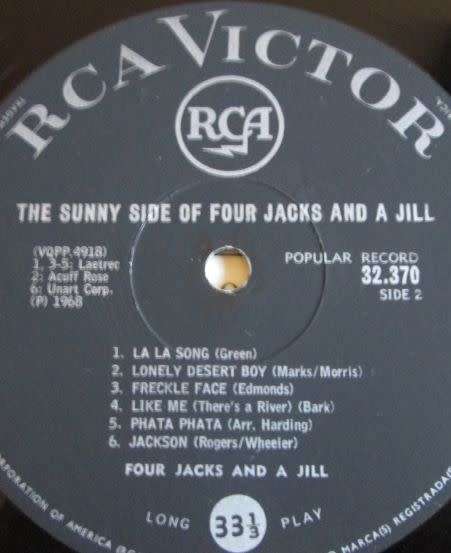 RCA VICTOR
RCA
THE SUNNY SIDE OF FOUR JACKS AND A JILL
(VQPP.4918)
1, 3-5: Laetrec
2: Acuff Rose
6: Unart Corp.
(P) 1968
POPULAR RECORD
32.370
SIDE 2
1. LA LA SONG (Green)
2. LONELY DESERT BOY (Marks/Morris)
3. FRECKLE FACE (Edmonds)
4. LIKE ME (There's a River) (Bark)
5. PHATA PHATA (Arr. Harding)
6. JACKSON (Rogers/Wheeler)
FOUR JACKS AND A JILL
LONG 33 1/3 PLAY
CORPORATION OF AMERICA
MARCA(S) REGISTRADA(S)